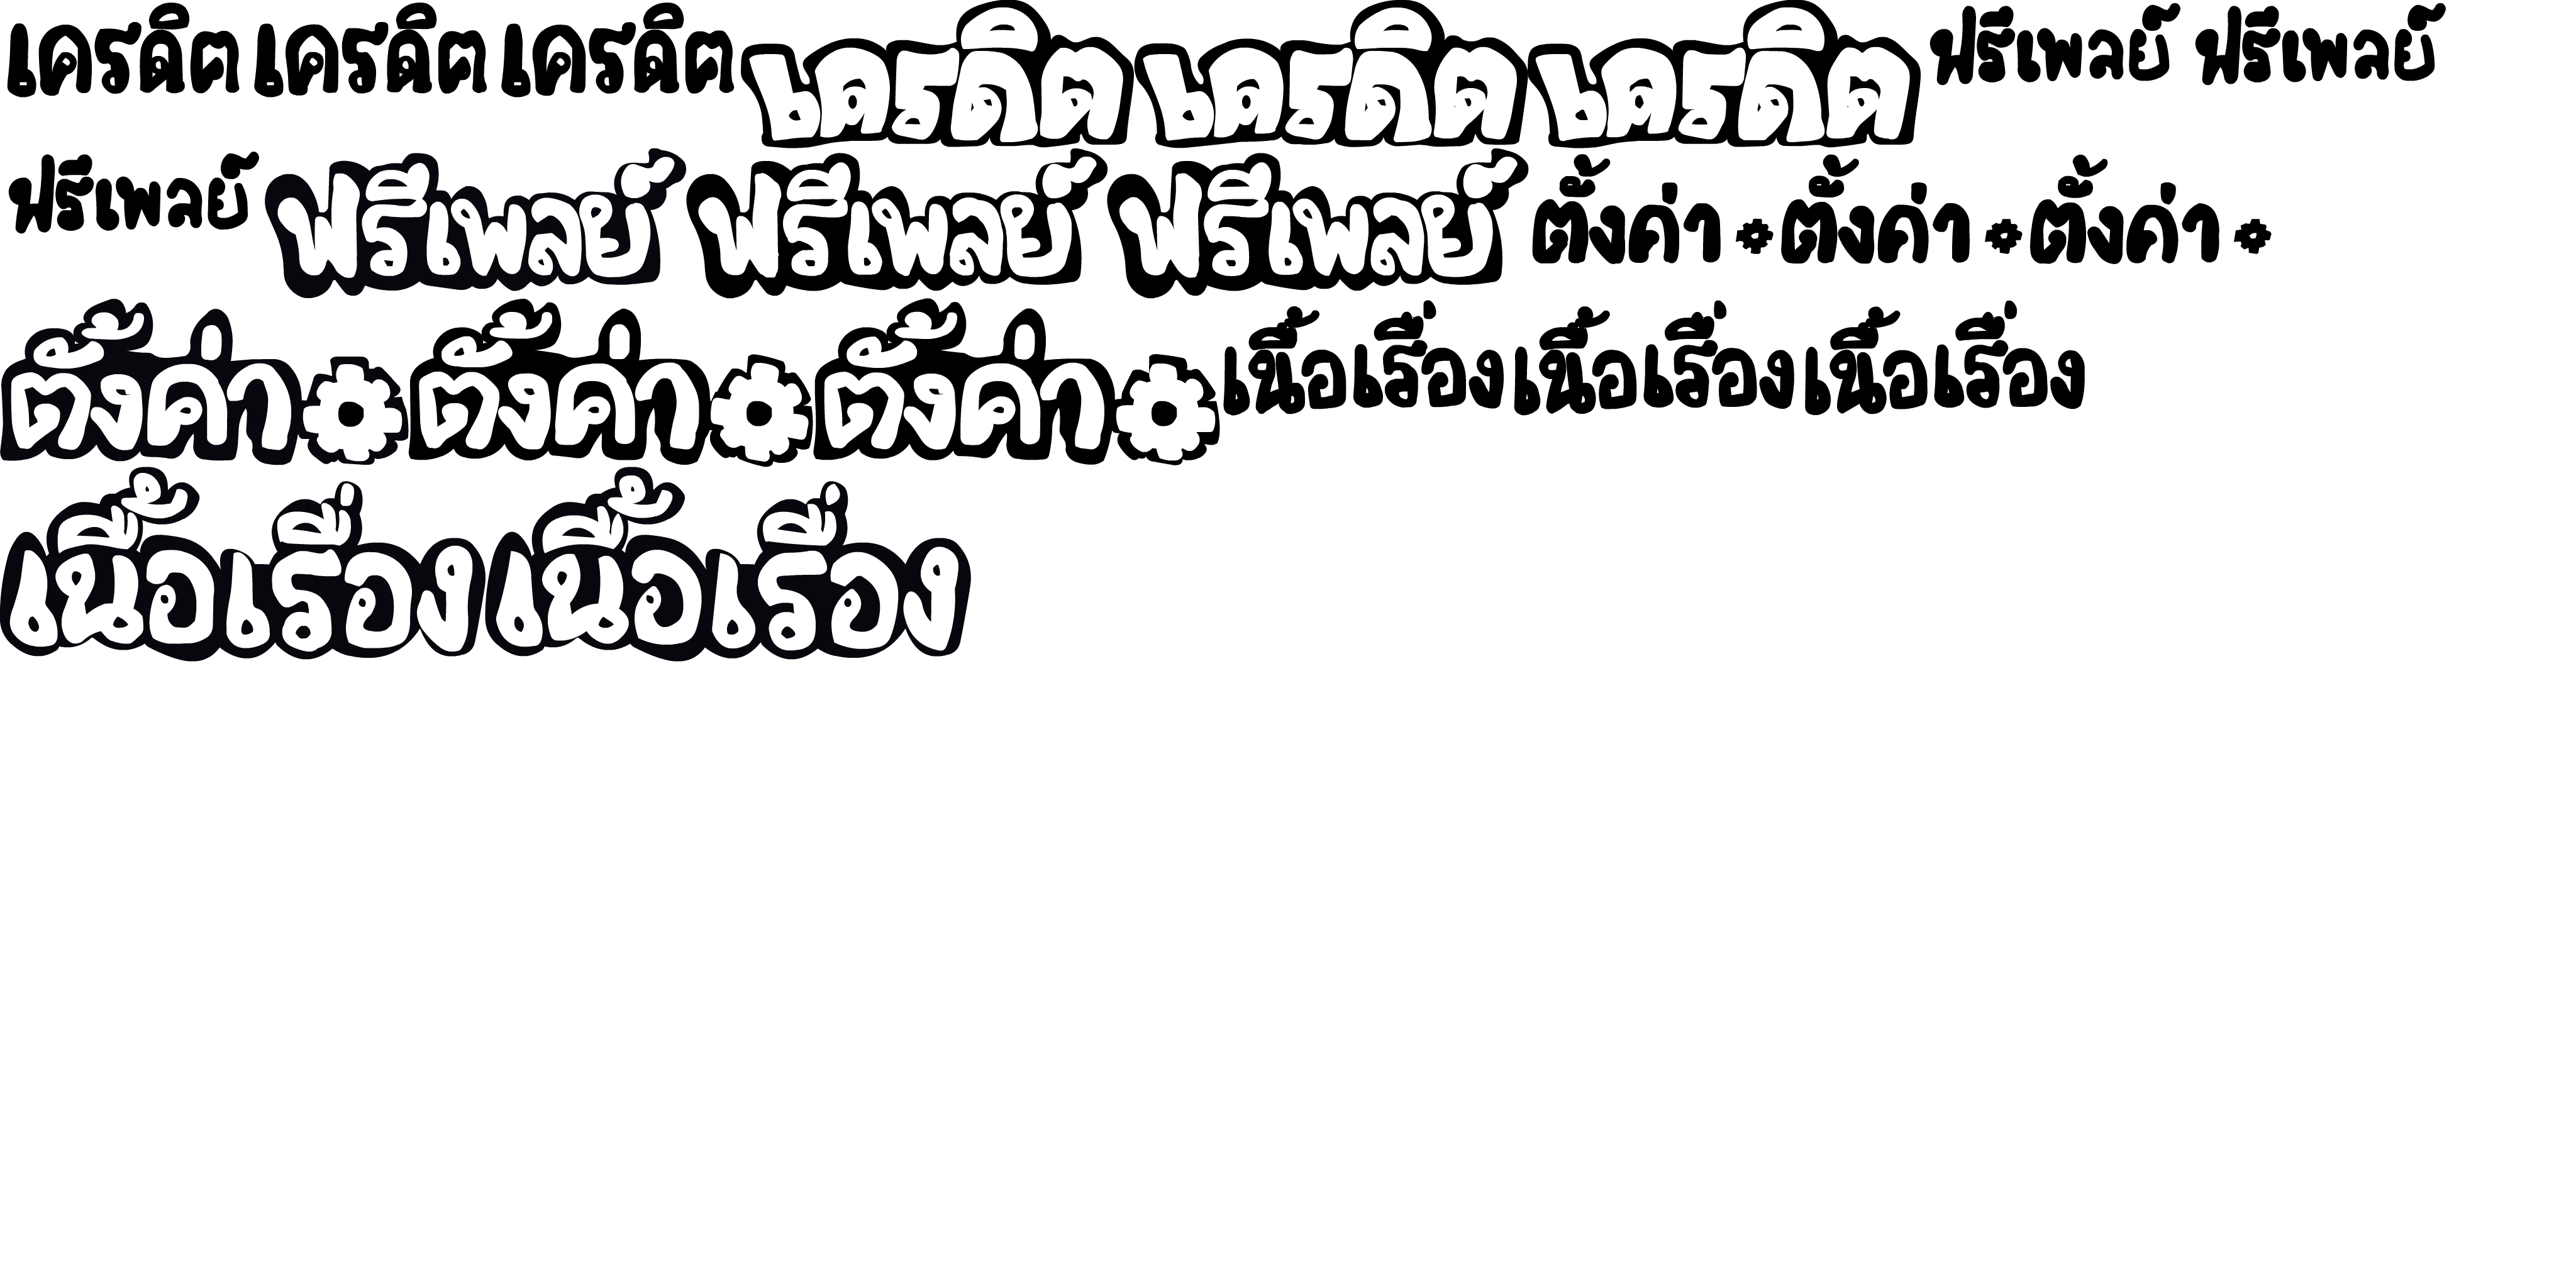 เครดิต เครดิต เครดิต เครดิต เครดิต เครดิต ฟรีเพลย์ ฟรีเพลย์
ฟรีเพลย์ ฟรีเพลย์ ฟรีเพลย์ ฟรีเพลย์ ตั้งค่า ตั้งค่า ตั้งค่า
ตั้งค่า ตั้งค่า ตั้งค่า เนื้อเรื่อง เนื้อเรื่อง เนื้อเรื่อง
เนื้อเรื่อง เนื้อเรื่อง